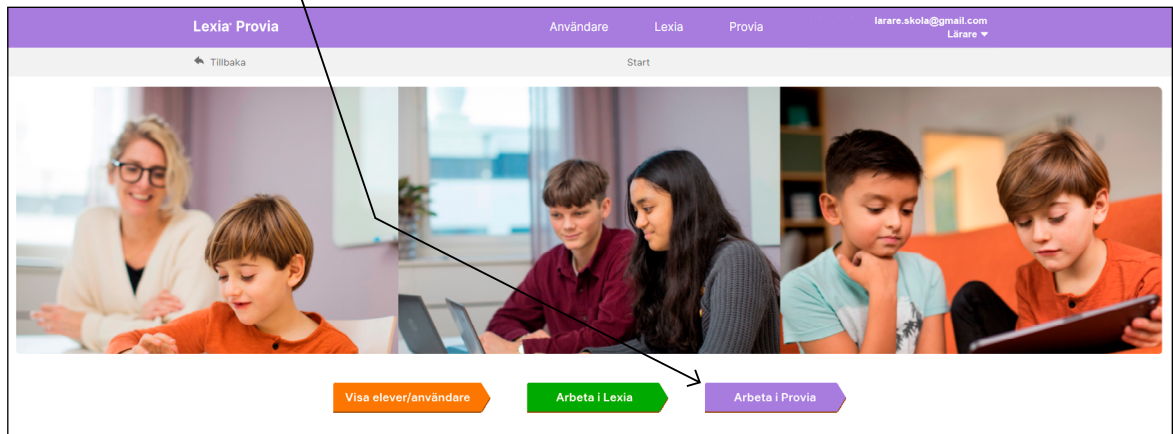 Lexia® Provia
Användare Lexia Provia
larare.skola@gmail.com
Lärare
Tillbaka
Start
Visa elever/användare
Arbeta i Lexia
Arbeta i Provia